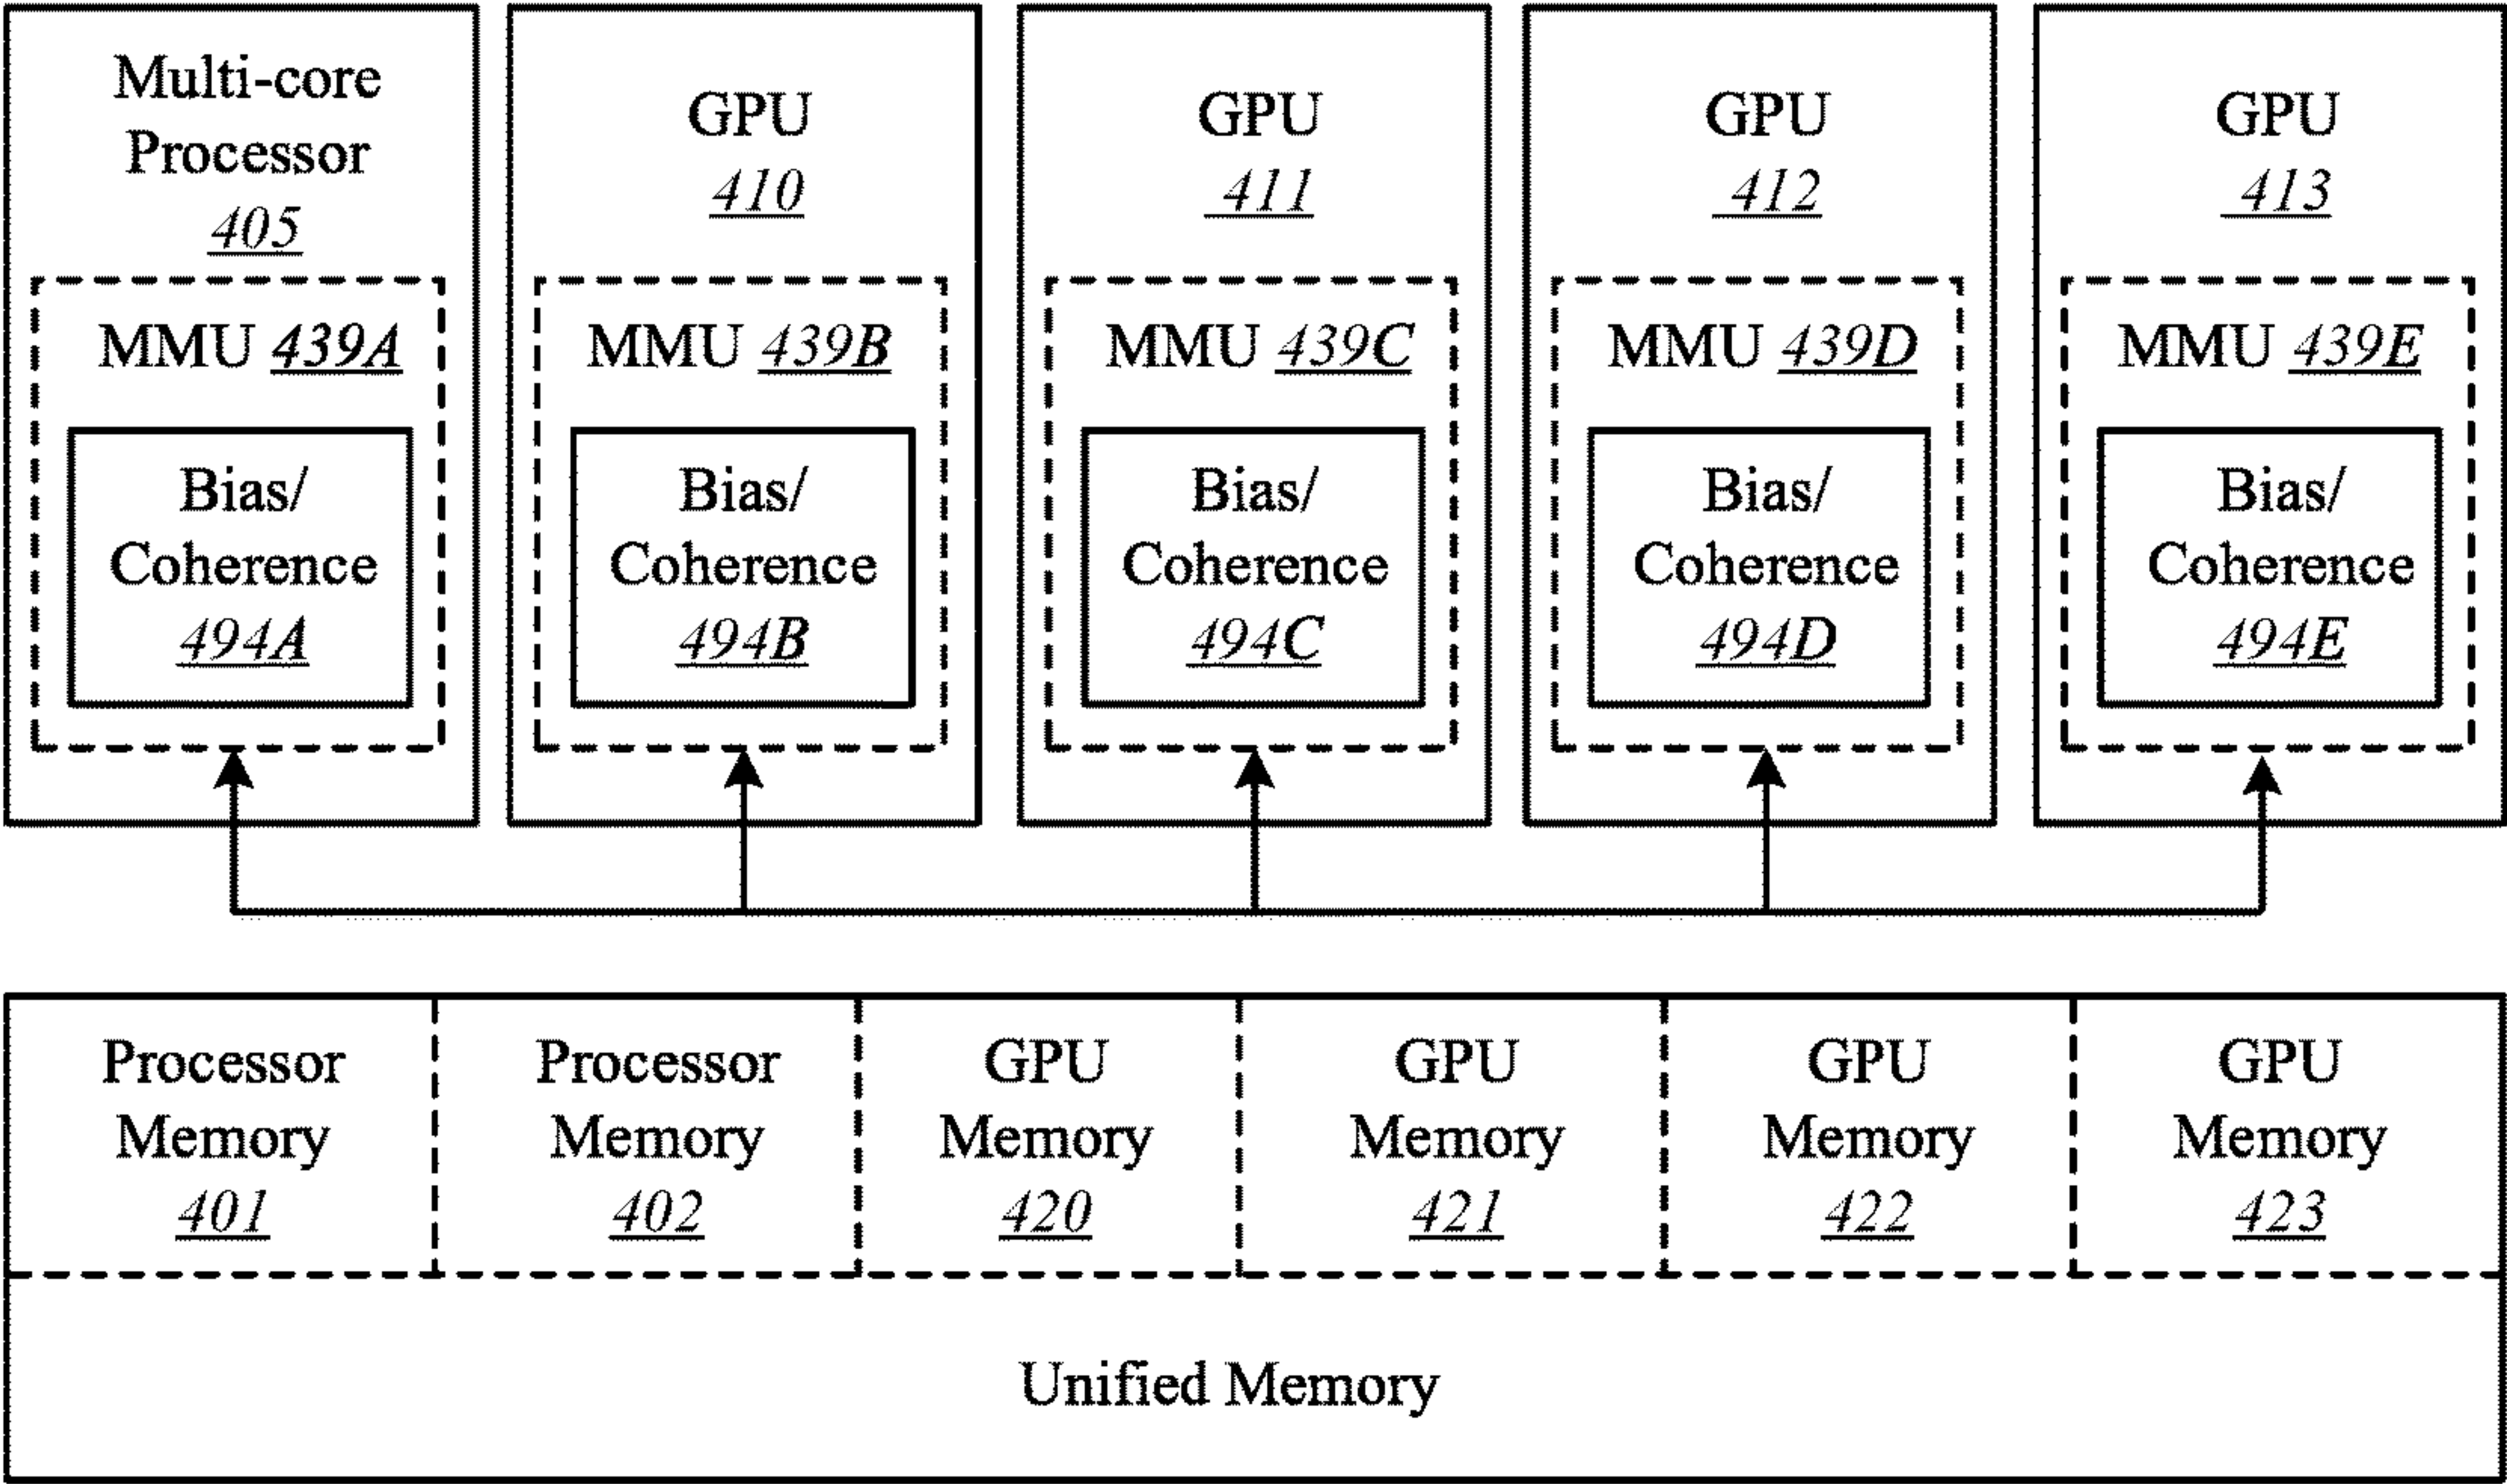 Multi-core
Processor
405
MMU 439A
Bias/
Coherence
494A
GPU
410
MMU 439B
Bias/
Coherence
494B
GPU
411
MMU 439C
Bias/
Coherence
494C
GPU
412
MMU 439D
Bias/
Coherence
494D
GPU
413
MMU 439E
Bias/
Coherence
494E
Processor
Memory
401
Processor
Memory
402
GPU
Memory
420
GPU
Memory
421
GPU
Memory
422
GPU
Memory
423
Unified Memory